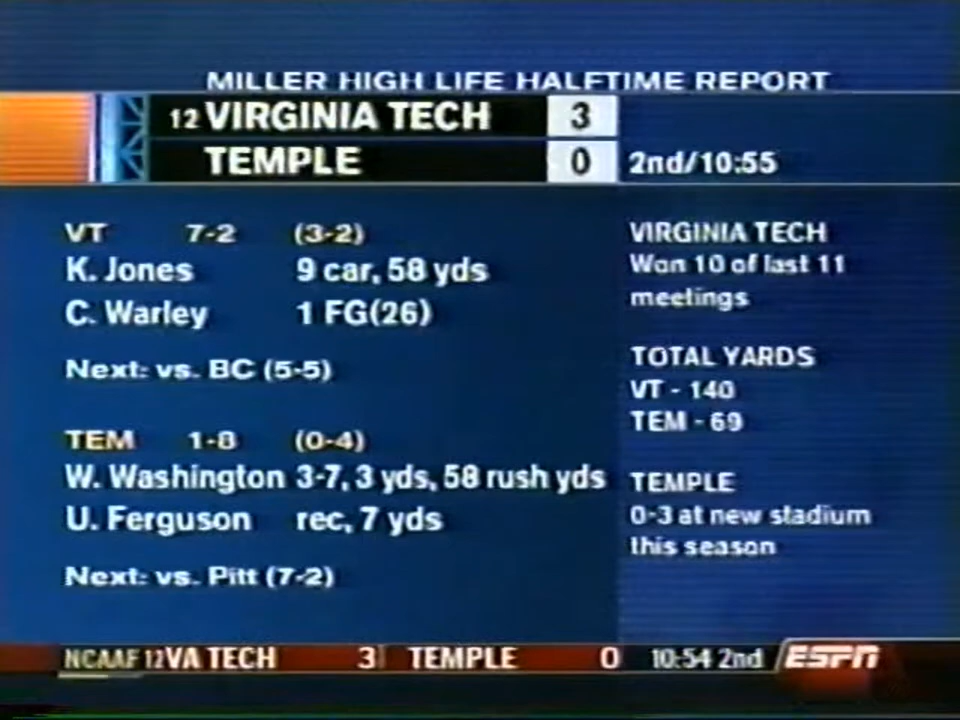 MILLER HIGH LIFE HALFTIME REPORT
12 VIRGINIA TECH 3
TEMPLE 0 2nd/10:55
VT 7-2 (3-2)
K. Jones 9 car, 58 yds
C. Warley 1 FG(26)
Next: vs. BC (5-5)
TEM 1-8 (0-4)
W. Washington 3-7, 3 yds, 58 rush yds
U. Ferguson rec, 7 yds
Next: vs. Pitt (7-2)
VIRGINIA TECH
Won 10 of last 11
meetings
TOTAL YARDS
VT - 140
TEM - 69
TEMPLE
0-3 at new stadium
this season
NCAAF 12 VA TECH 3 TEMPLE 0 10:54 2nd ESPN